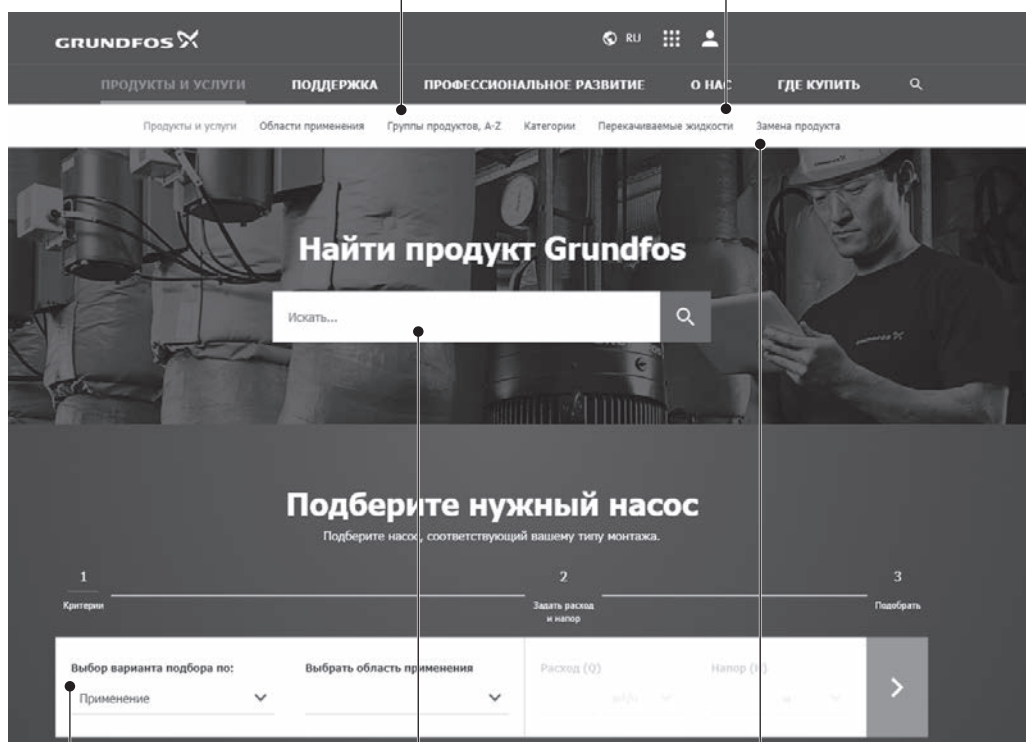 GRUNDFOS
RU
ПРОДУКТЫ И УСЛУГИ ПОДДЕРЖКА ПРОФЕССИОНАЛЬНОЕ РАЗВИТИЕ О НАС ГДЕ КУПИТЬ
Продукты и услуги Области применения Группы продуктов, A-Z Категории Перекачиваемые жидкости Замена продукта
Найти продукт Grundfos
Искать...
Подберите нужный насос
Подберите насос, соответствующий вашему типу монтажа.
1 2 3
Критерии Задать расход Подобрать
и напор
Выбор варианта подбора по: Выбрать область применения Расход (Q) Напор (H)
Применение